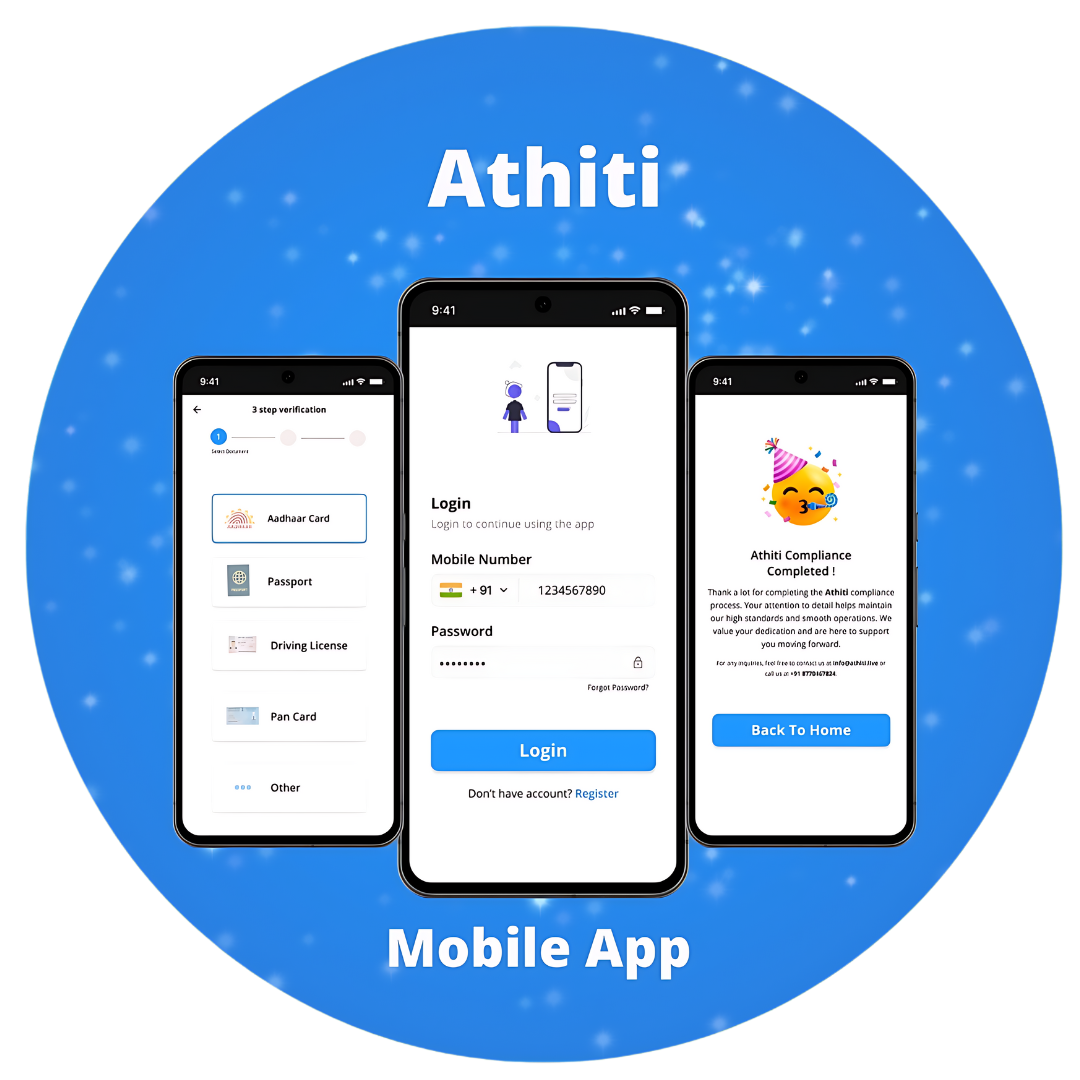 Athiti
9:41
3 step verification
1
Select Document
Aadhaar Card
Passport
Driving License
Pan Card
Other
9:41
Login
Login to continue using the app
Mobile Number
+ 91
1234567890
Password
••••••••
Forgot Password?
Login
Don't have account? Register
9:41
Athiti Compliance
Completed !
Thank a lot for completing the Athiti compliance
process. Your attention to detail helps maintain
our high standards and smooth operations. We
value your dedication and are here to support
you moving forward.
For any inquiries, feel free to contact us at info@athiti.live or
call us at +91
Back To Home
Mobile App